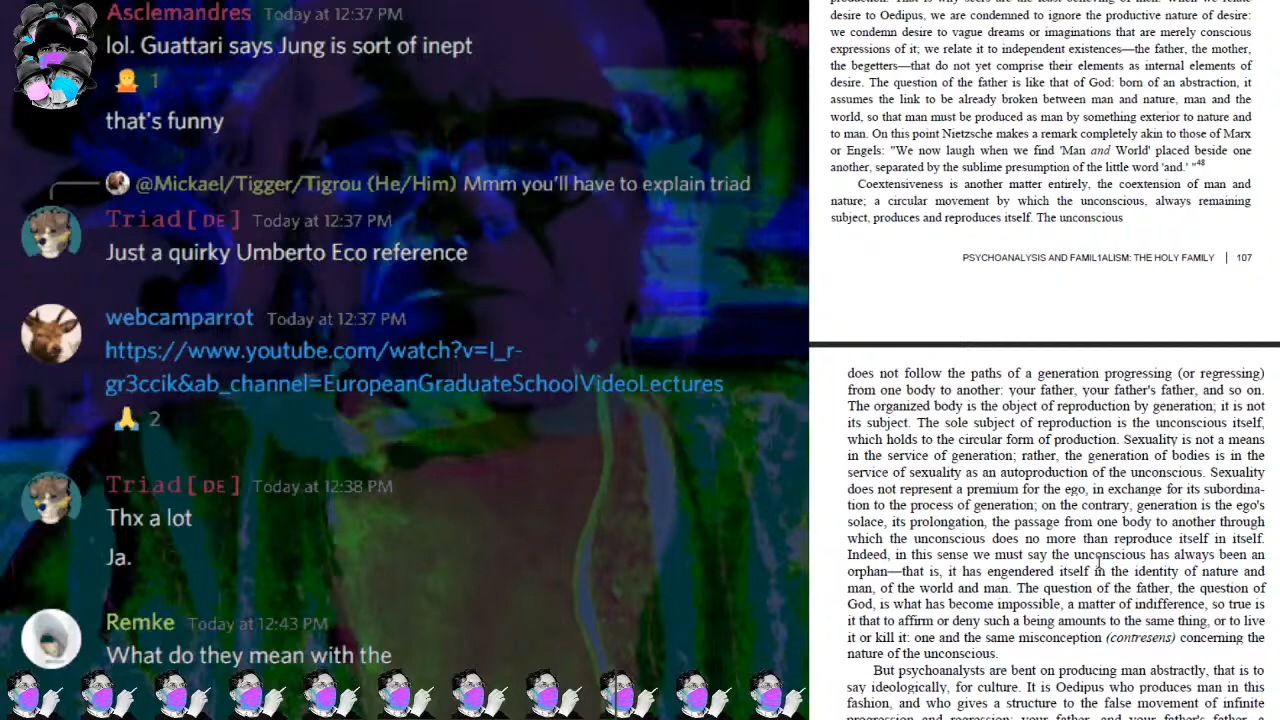 Asclemandres Today at 12:37 PM
lol. Guattari says Jung is sort of inept
1
that's funny
@Mickael/Tigger/Tigrou (He/Him) Mmm you'll have to explain triad
Triad[DE] Today at 12:37 PM
Just a quirky Umberto Eco reference
webcamparrot Today at 12:37 PM
https://www.youtube.com/watch?v=I_r-
gr3ccik&ab_channel=EuropeanGraduateSchoolVideoLectures
2
Triad[DE] Today at 12:38 PM
Thx a lot
Ja.
Remke Today at 12:43 PM
What do they mean with the
desire to Oedipus, we are condemned to ignore the productive nature of desire:
we condemn desire to vague dreams or imaginations that are merely conscious
expressions of it; we relate it to independent existences—the father, the mother,
the begetters—that do not yet comprise their elements as internal elements of
desire. The question of the father is like that of God: born of an abstraction, it
assumes the link to be already broken between man and nature, man and the
world, so that man must be produced as man by something exterior to nature and
to man. On this point Nietzsche makes a remark completely akin to those of Marx
or Engels: "We now laugh when we find 'Man and World' placed beside one
another, separated by the sublime presumption of the little word 'and.' "48
Coextensiveness is another matter entirely, the coextension of man and
nature; a circular movement by which the unconscious, always remaining
subject, produces and reproduces itself. The unconscious
PSYCHOANALYSIS AND FAMIL1ALISM: THE HOLY FAMILY | 107
does not follow the paths of a generation progressing (or regressing)
from one body to another: your father, your father's father, and so on.
The organized body is the object of reproduction by generation; it is not
its subject. The sole subject of reproduction is the unconscious itself,
which holds to the circular form of production. Sexuality is not a means
in the service of generation; rather, the generation of bodies is in the
service of sexuality as an autoproduction of the unconscious. Sexuality
does not represent a premium for the ego, in exchange for its subordina-
tion to the process of generation; on the contrary, generation is the ego's
solace, its prolongation, the passage from one body to another through
which the unconscious does no more than reproduce itself in itself.
Indeed, in this sense we must say the unconscious has always been an
orphan—that is, it has engendered itself in the identity of nature and
man, of the world and man. The question of the father, the question of
God, is what has become impossible, a matter of indifference, so true is
it that to affirm or deny such a being amounts to the same thing, or to live
it or kill it: one and the same misconception (contresens) concerning the
nature of the unconscious.
But psychoanalysts are bent on producing man abstractly, that is to
say ideologically, for culture. It is Oedipus who produces man in this
fashion, and who gives a structure to the false movement of infinite
progression and regression: your father, and your father's father, a